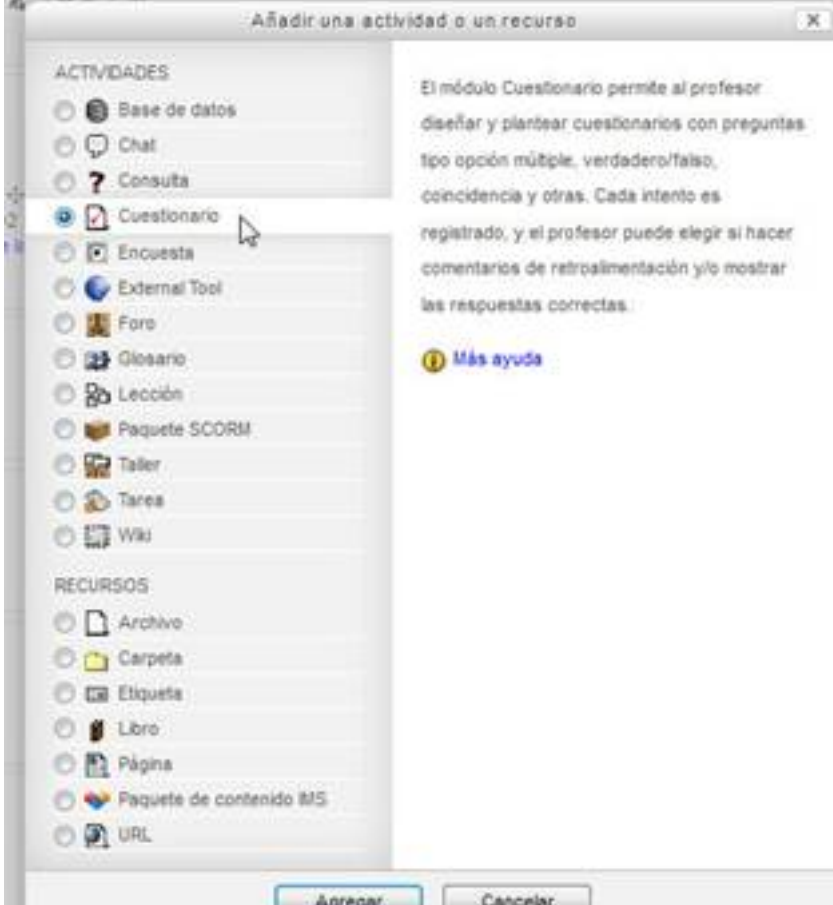 Añadir una actividad o un recurso
ACTIVIDADES
Base de datos
Chat
Consulta
Cuestionario
Encuesta
External Tool
Foro
Glosario
Lección
Paquete SCORM
Taller
Tarea
Wiki
RECURSOS
Archivo
Carpeta
Etiqueta
Libro
Página
Paquete de contenido IMS
URL
El módulo Cuestionario permite al profesor
diseñar y plantear cuestionarios con preguntas
tipo opción múltiple, verdadero/falso,
coincidencia y otras. Cada intento es
registrado, y el profesor puede elegir si hacer
comentarios de retroalimentación y/o mostrar
las respuestas correctas.
Más ayuda
Agregar
Cancelar